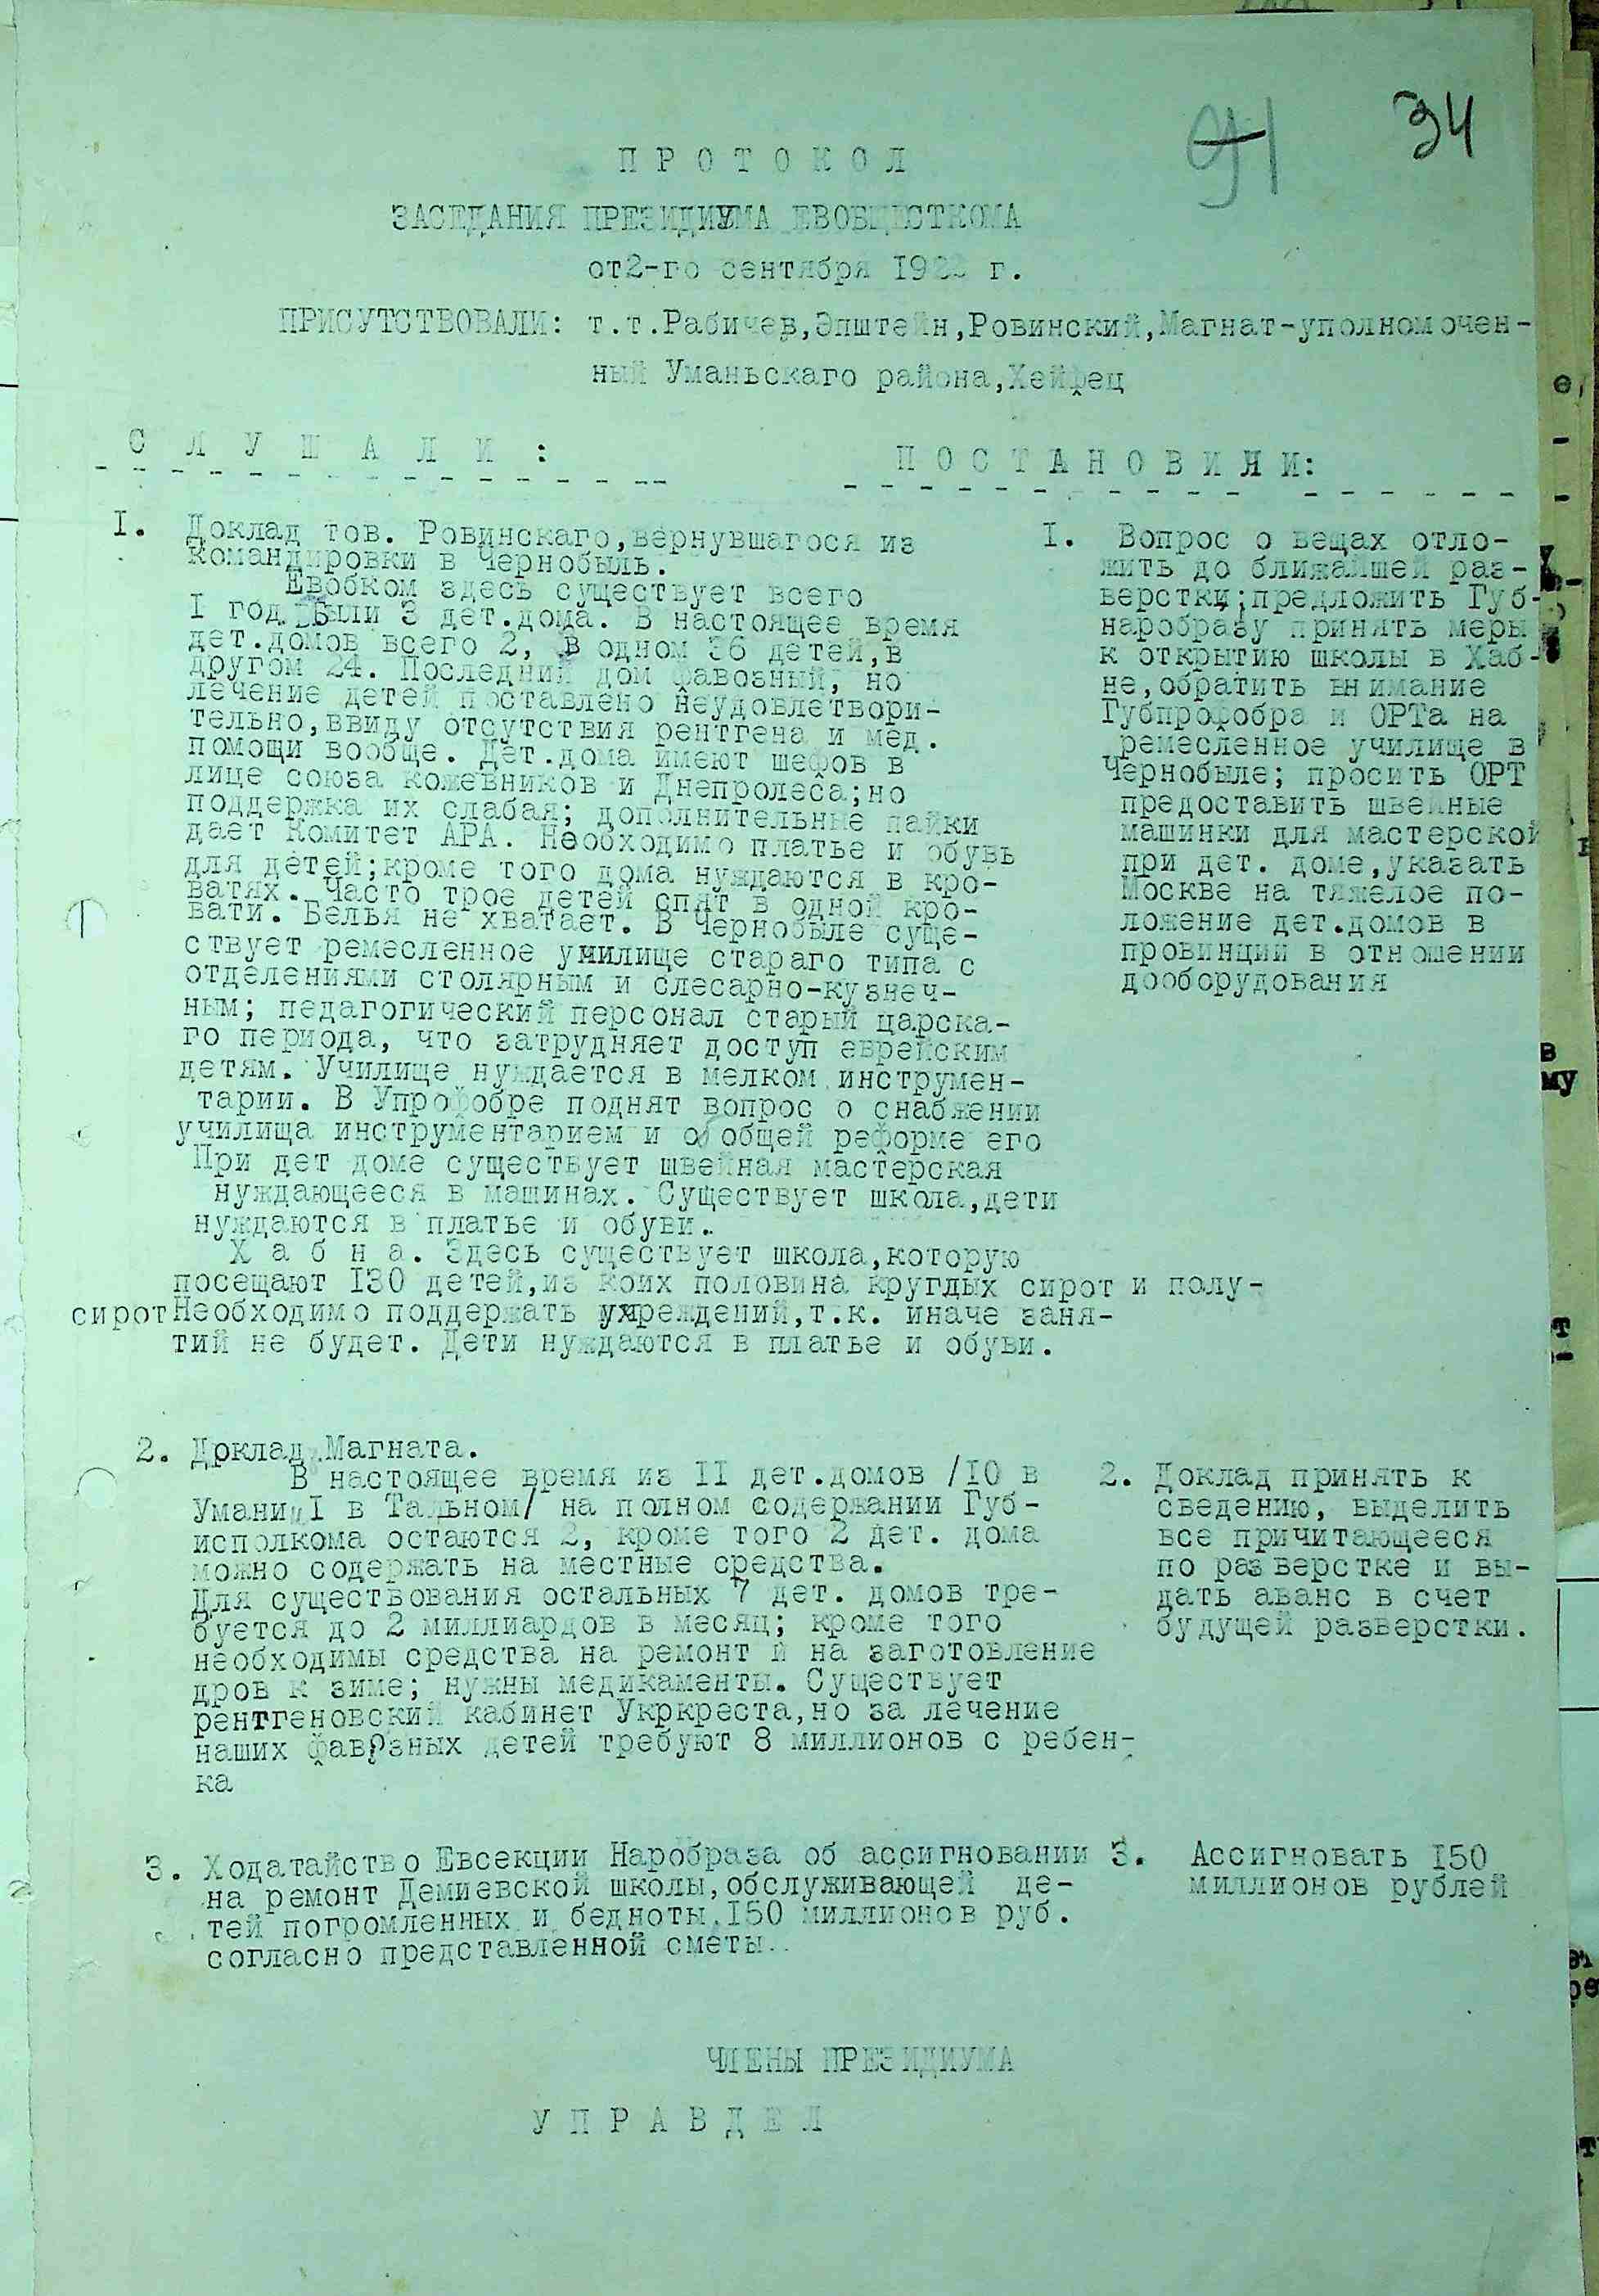 34
91
П Р О Т О К О Л
ЗАСЕДАНИЯ ПРЕЗИДИУМА ЕВОБЩЕСТКОМА
от2-го сентября 192 г.
ПРИСУТСТВОВАЛИ: т.т.Рабичев,Эпштейн,Ровинский,Магнат-уполномочен-
ный Уманьскаго района,Хейфец
С Л У Ш А Л И :
I. Доклад тов. Ровинскаго,вернувшагося из
командировки в Чернобыль.
Евобком здесь существует всего
I год. Были 3 дет.дома. В настоящее время
дет.домов всего 2, В одном 36 детей,в
другом 24. Последний дом фавозный, но
лечение детей поставлено неудовлетвори-
тельно,ввиду отсутствия рентгена и мед.
помощи вообще. Дет.дома имеют шефов в
лице союза кожевников и Днепролеса;но
поддержка их слабая; дополнительные пайки
дает Комитет АРА. Необходимо платье и обувь
для детей;кроме того дома нуждаются в кро-
ватях. Часто трое детей спят в одной кро-
вати. Белья не хватает. В Чернобыле суще-
ствует ремесленное училище стараго типа с
отделениями столярным и слесарно-кузнеч-
ным; педагогический персонал старый царска-
го периода, что затрудняет доступ еврейским
детям. Училище нуждается в мелком инструмен-
тарии. В Упрофобре поднят вопрос о снабжении
училища инструментарием и об общей реформе его
При дет доме существует швейная мастерская
нуждающееся в машинах. Существует школа,дети
нуждаются в платье и обуви.
Х а б н а. Здесь существует школа,которую
посещают I30 детей,из коих половина круглых сирот и полу-
сирот Необходимо поддержать учреждений,т.к. иначе заня-
тий не будет. Дети нуждаются в платье и обуви.
П О С Т А Н О В И Л И:
I. Вопрос о вещах отло-
жить до ближайшей раз-
верстки;предложить Губ-
наробразу принять меры
к открытию школы в Хаб-
не,обратить внимание
Губпрофобра и ОРТа на
ремесленное училище в
Чернобыле; просить ОРТ
предоставить швейные
машинки для мастерской
при дет. доме,указать
Москве на тяжелое по-
ложение дет.домов в
провинции в отношении
дооборудования
2. Доклад Магната.
В настоящее время из II дет.домов /I0 в
Умани I в Тальном/ на полном содержании Губ-
исполкома остаются 2, кроме того 2 дет. дома
можно содержать на местные средства.
Для существования остальных 7 дет. домов тре-
буется до 2 миллиардов в месяц; кроме того
необходимы средства на ремонт и на заготовление
дров к зиме; нужны медикаменты. Существует
рентгеновский кабинет Укркреста,но за лечение
наших фавозных детей требуют 8 миллионов с ребен-
ка
2. Доклад принять к
сведению, выделить
все причитающееся
по разверстке и вы-
дать аванс в счет
будущей разверстки.
3. Ходатайство Евсекции Наробраза об ассигновании
на ремонт Демиевской школы,обслуживающей де-
тей погромленных и бедноты,I50 миллионов руб.
согласно представленной сметы.
3. Ассигновать I50
миллионов рублей
ЧЛЕНЫ ПРЕЗИДИУМА
У П Р А В Д Е Л